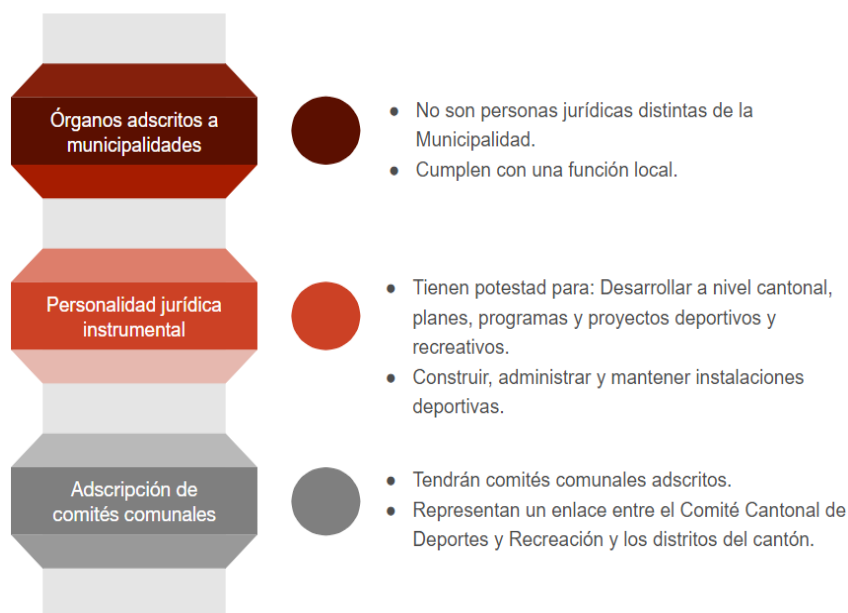 Órganos adscritos a
municipalidades
● No son personas jurídicas distintas de la
Municipalidad.
● Cumplen con una función local.
Personalidad jurídica
instrumental
● Tienen potestad para: Desarrollar a nivel cantonal,
planes, programas y proyectos deportivos y
recreativos.
● Construir, administrar y mantener instalaciones
deportivas.
Adscripción de
comités comunales
● Tendrán comités comunales adscritos.
● Representan un enlace entre el Comité Cantonal de
Deportes y Recreación y los distritos del cantón.